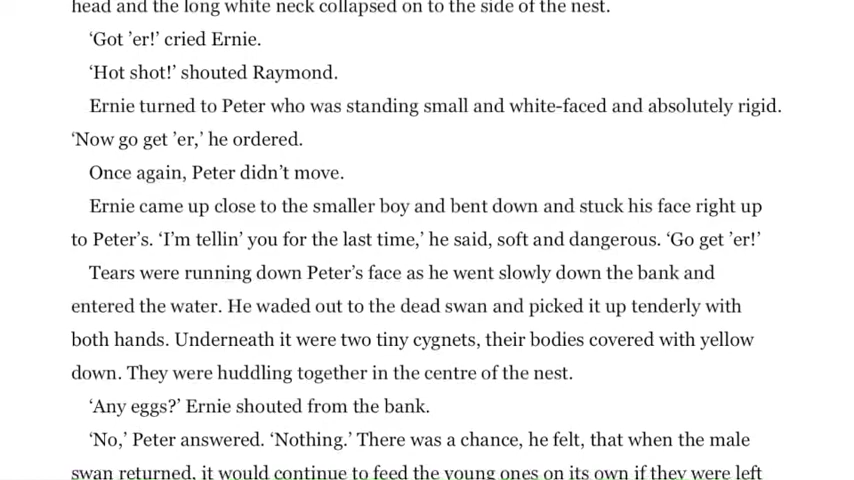 head and the long white neck collapsed on to the side of the nest.
‘Got ’er!’ cried Ernie.
‘Hot shot!’ shouted Raymond.
Ernie turned to Peter who was standing small and white-faced and absolutely rigid.
‘Now go get ’er,’ he ordered.
Once again, Peter didn’t move.
Ernie came up close to the smaller boy and bent down and stuck his face right up
to Peter’s. ‘I’m tellin’ you for the last time,’ he said, soft and dangerous. ‘Go get ’er!’
Tears were running down Peter’s face as he went slowly down the bank and
entered the water. He waded out to the dead swan and picked it up tenderly with
both hands. Underneath it were two tiny cygnets, their bodies covered with yellow
down. They were huddling together in the centre of the nest.
‘Any eggs?’ Ernie shouted from the bank.
‘No,’ Peter answered. ‘Nothing.’ There was a chance, he felt, that when the male
swan returned, it would continue to feed the young ones on its own if they were left